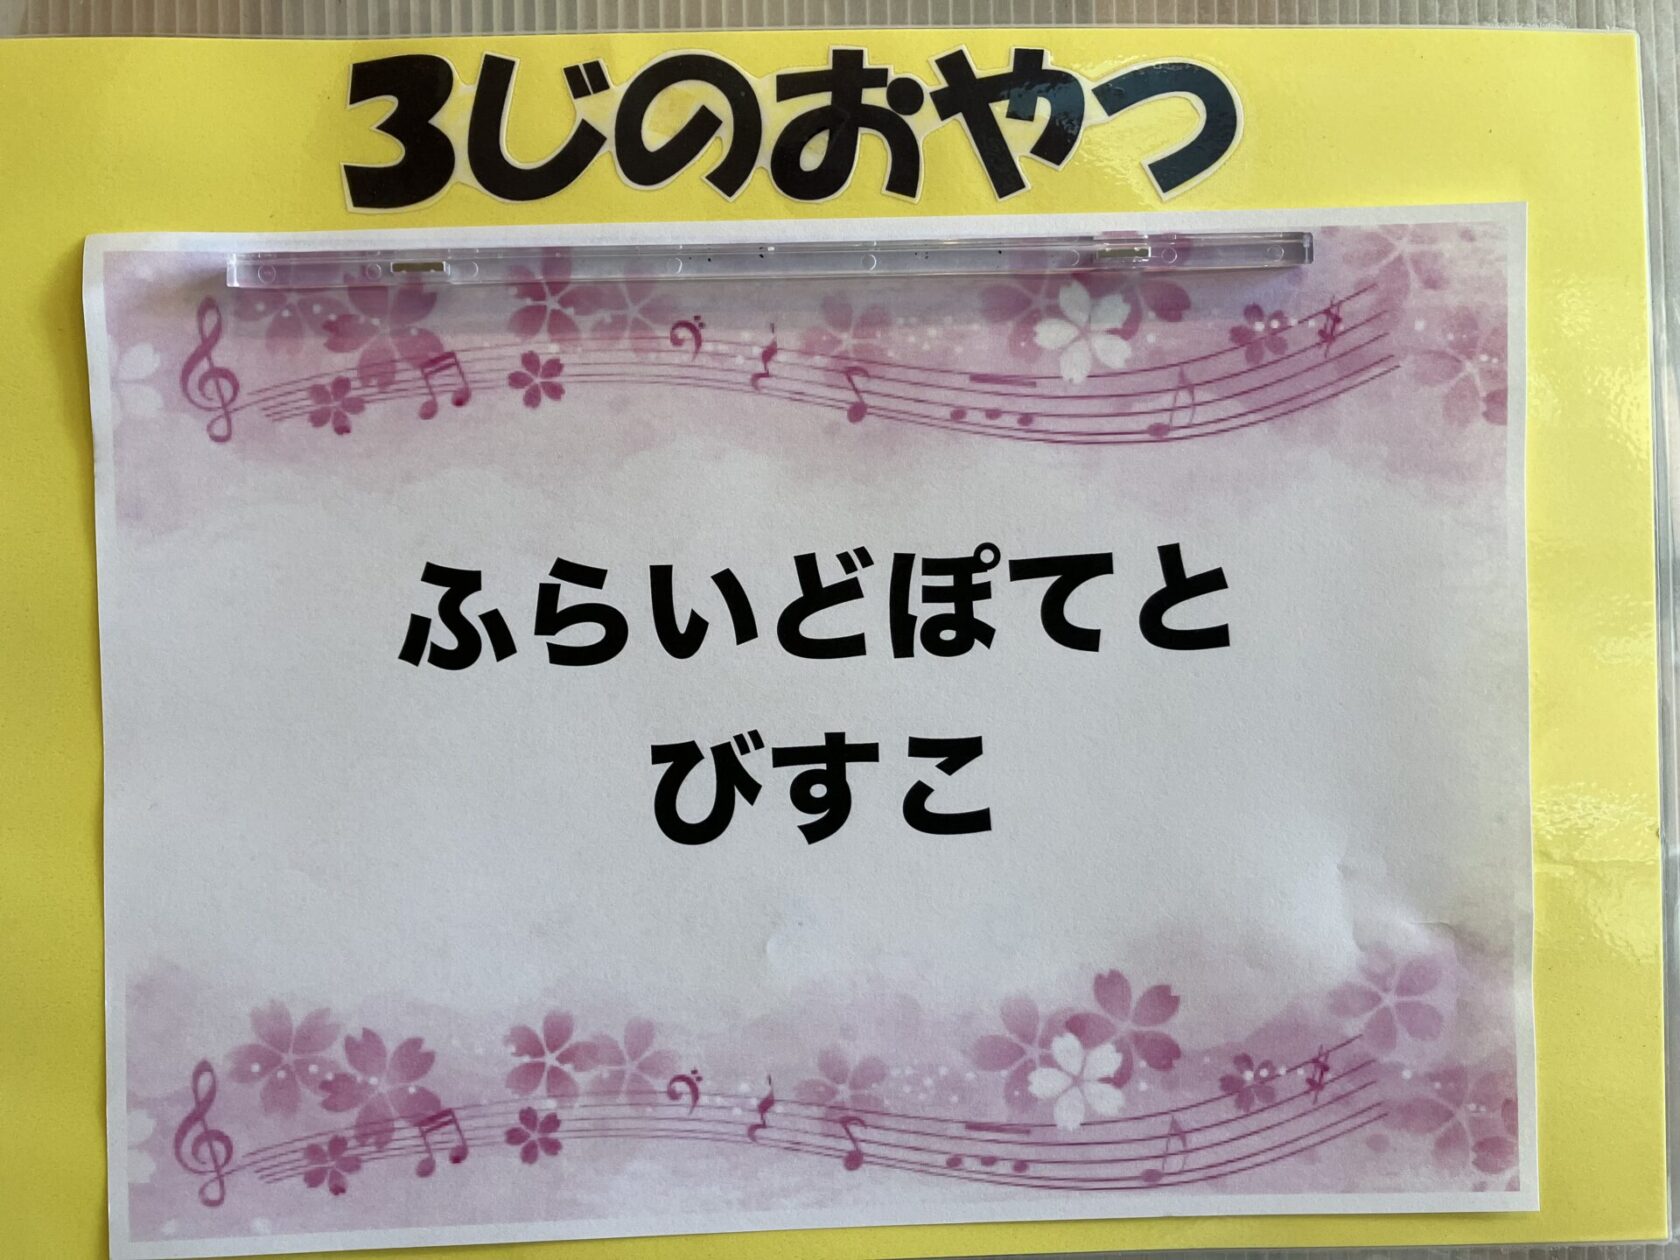 3じのおやつ
ふらいどぽてと
びすこ